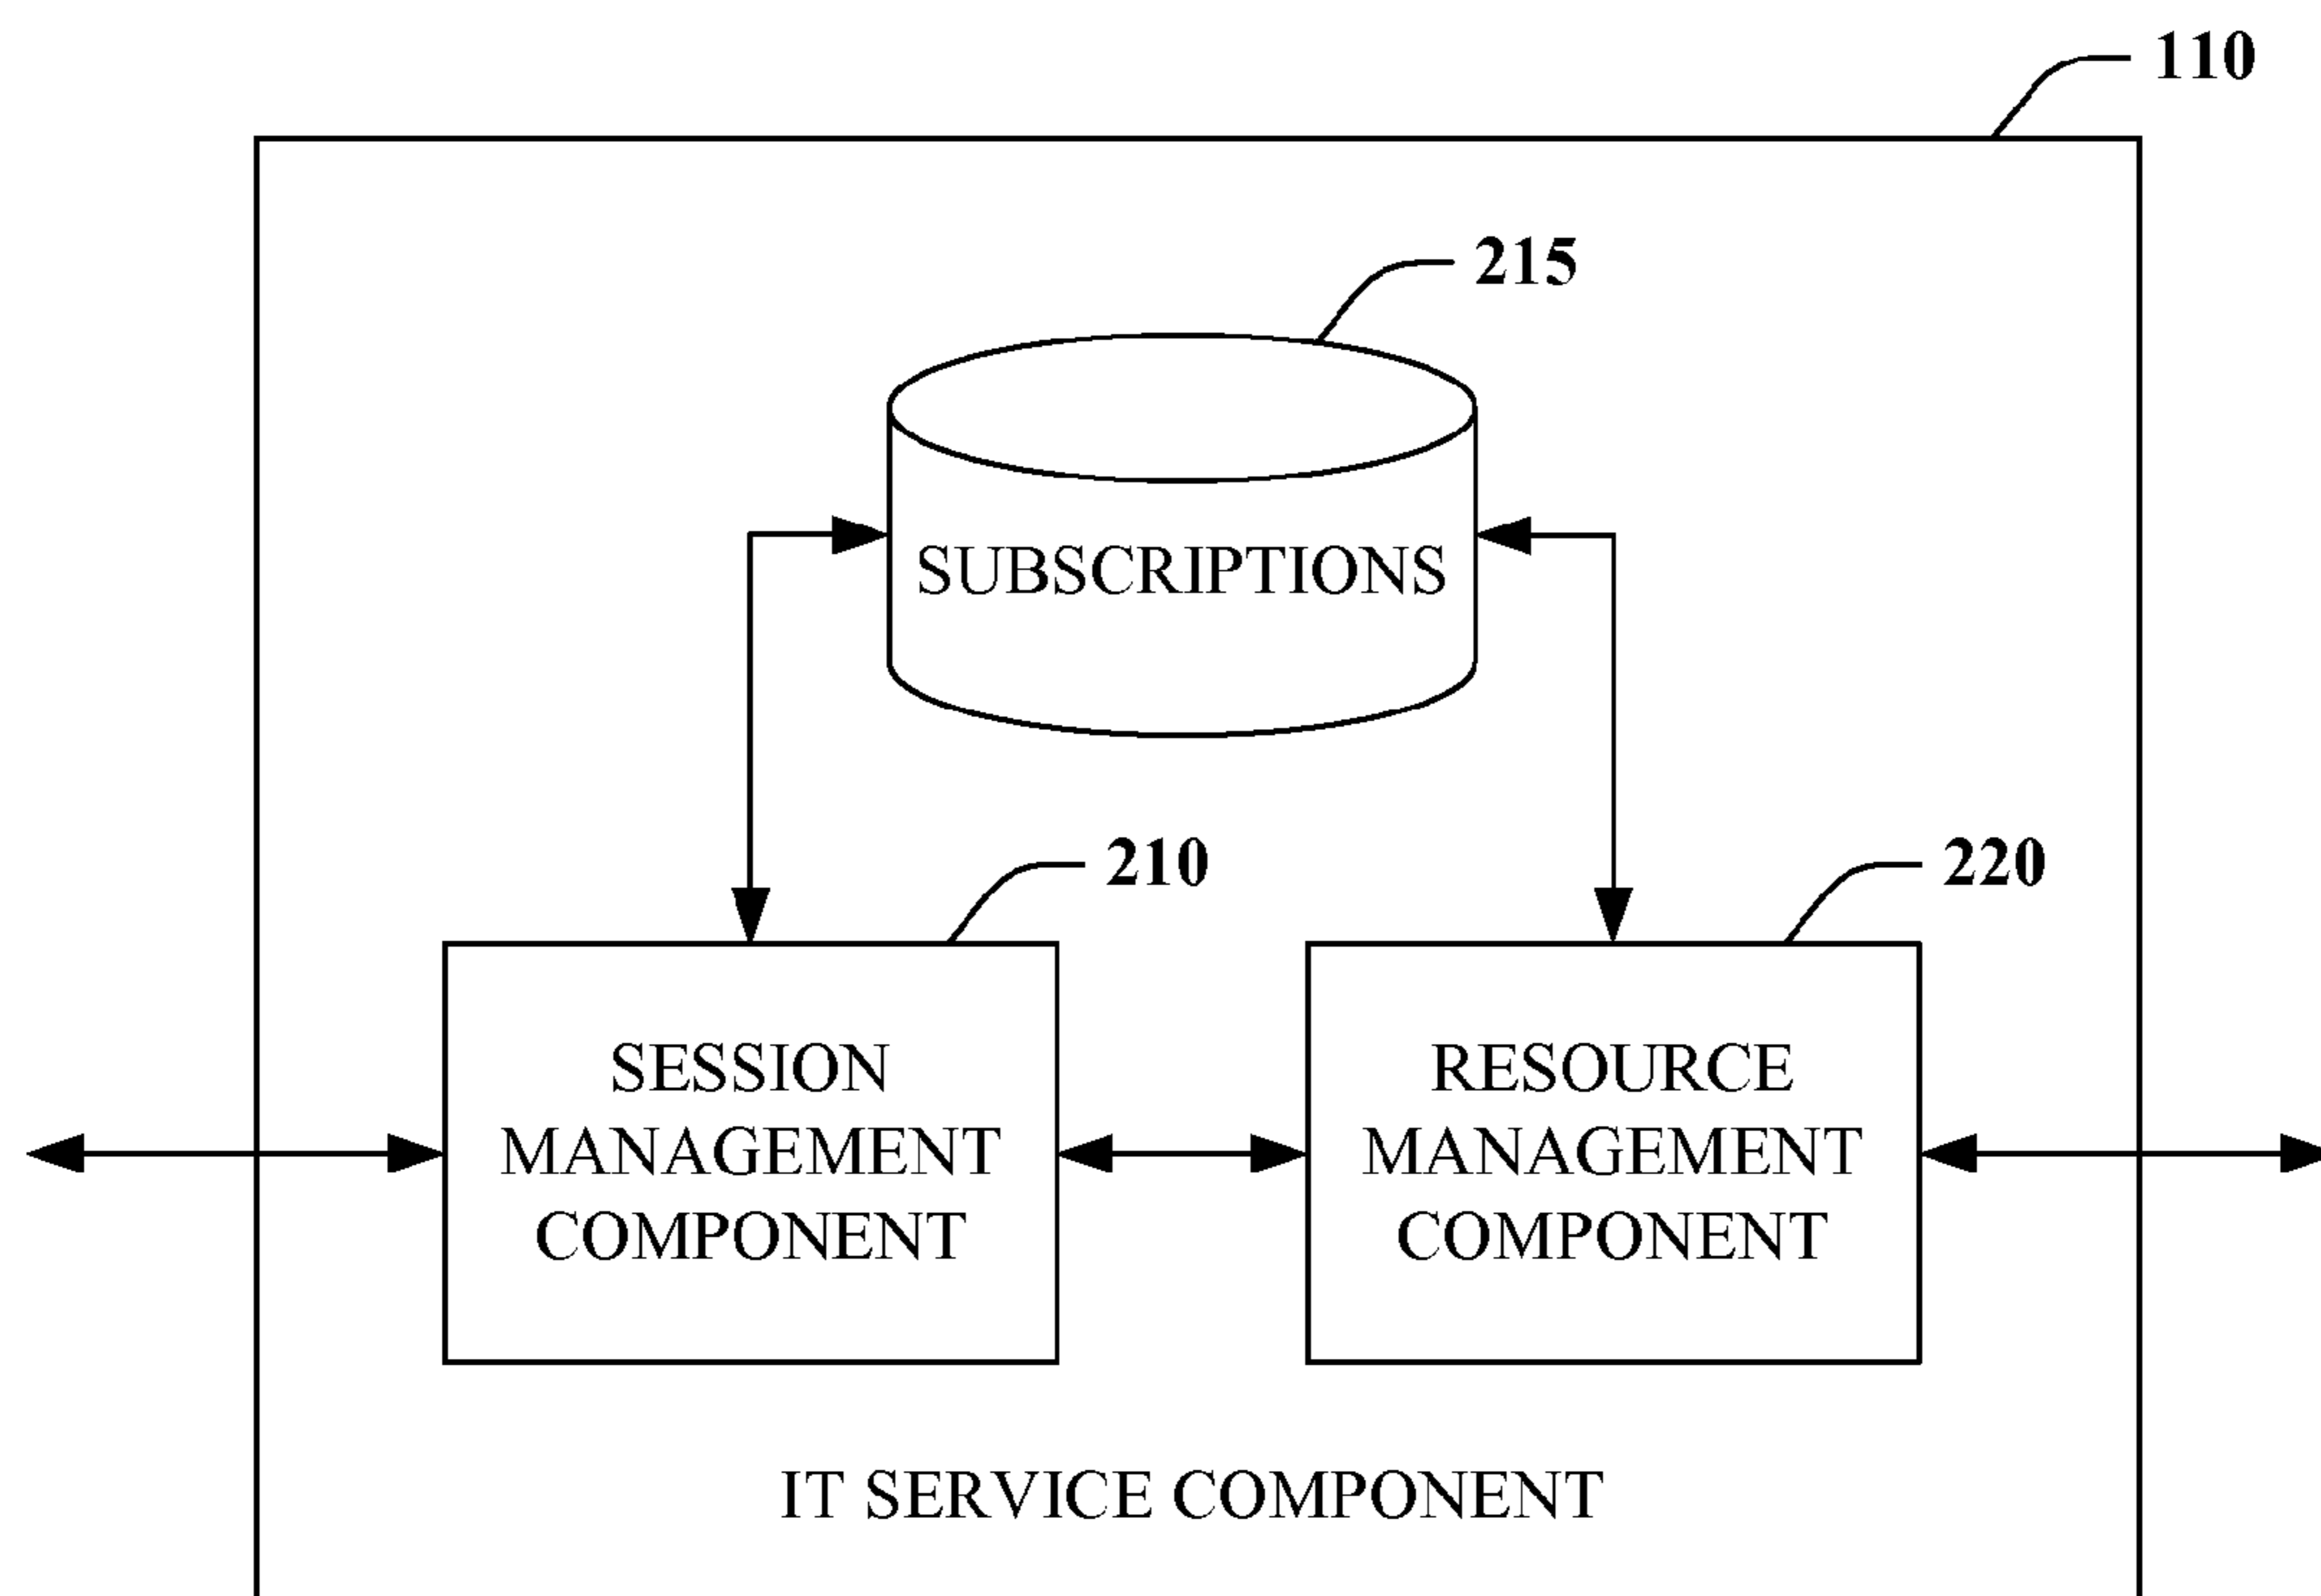 110
215
SUBSCRIPTIONS
210
220
SESSION
MANAGEMENT
COMPONENT
RESOURCE
MANAGEMENT
COMPONENT
IT SERVICE COMPONENT